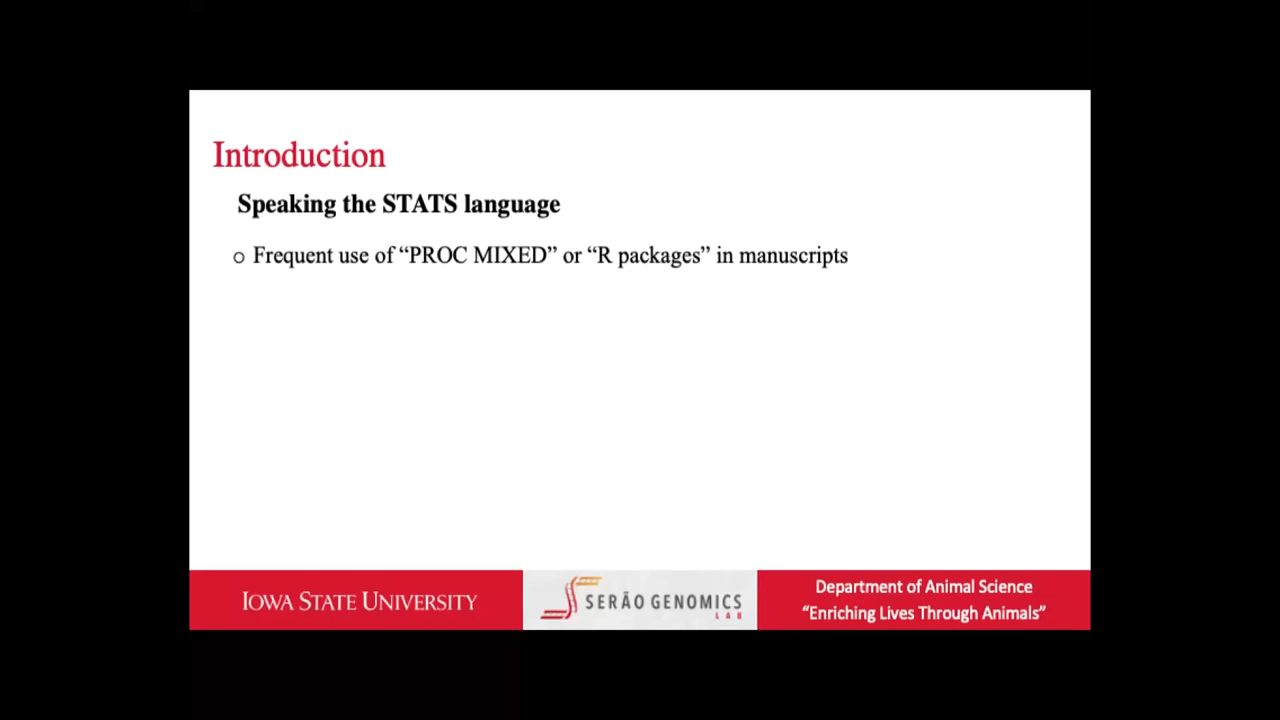 Introduction
Speaking the STATS language
○ Frequent use of “PROC MIXED” or “R packages” in manuscripts
IOWA STATE UNIVERSITY
SERÃO GENOMICS
LAB
Department of Animal Science
“Enriching Lives Through Animals”